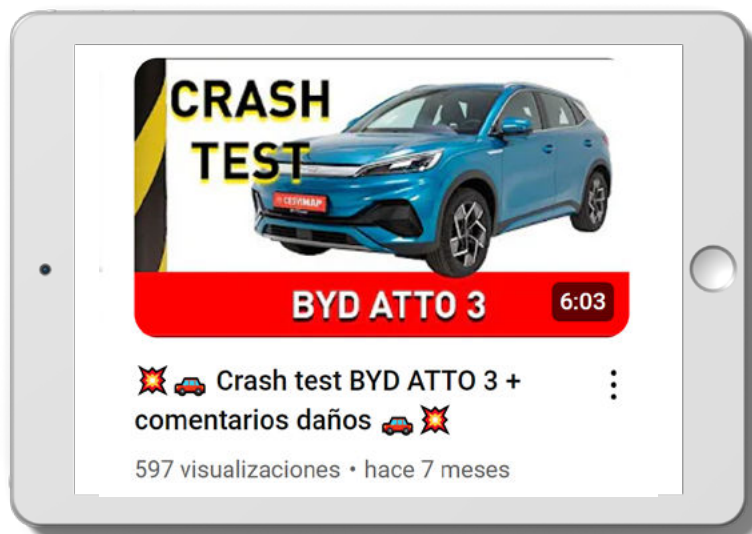 CRASH
TEST
CESVIMAP
BYD ATTO 3
6:03
💥🚗 Crash test BYD ATTO 3 +
comentarios daños 🚗💥
597 visualizaciones • hace 7 meses